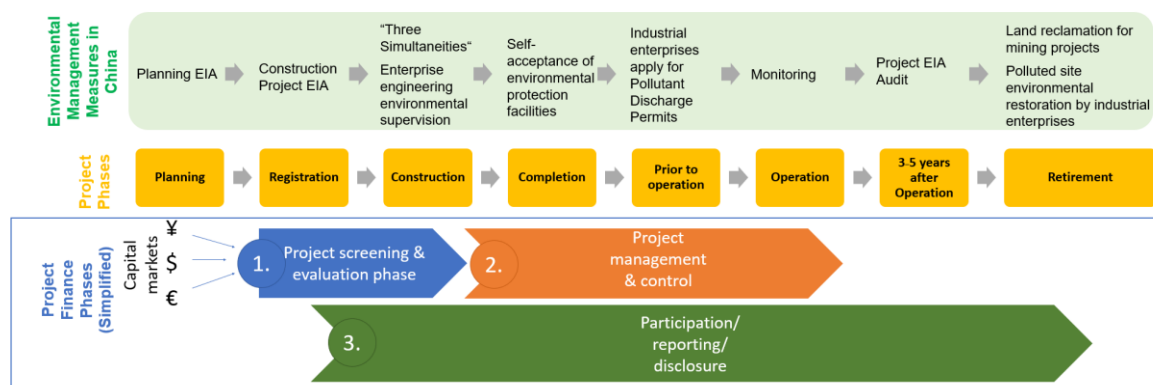 Environmental
Management
Measures in
China
Planning EIA
Construction
Project EIA
“Three
Simultaneities“
Enterprise
engineering
environmental
supervision
Self-
acceptance of
environmental
protection
facilities
Industrial
enterprises
apply for
Pollutant
Discharge
Permits
Monitoring
Project EIA
Audit
Land reclamation for
mining projects
Polluted site
environmental
restoration by industrial
enterprises
Project
Phases
Planning
Registration
Construction
Completion
Prior to
operation
Operation
3-5 years
after
Operation
Retirement
Project
Finance
Phases
(Simplified)
Capital
markets
¥
$
€
1.
Project screening &
evaluation phase
2.
Project
management
& control
3.
Participation/
reporting/
disclosure